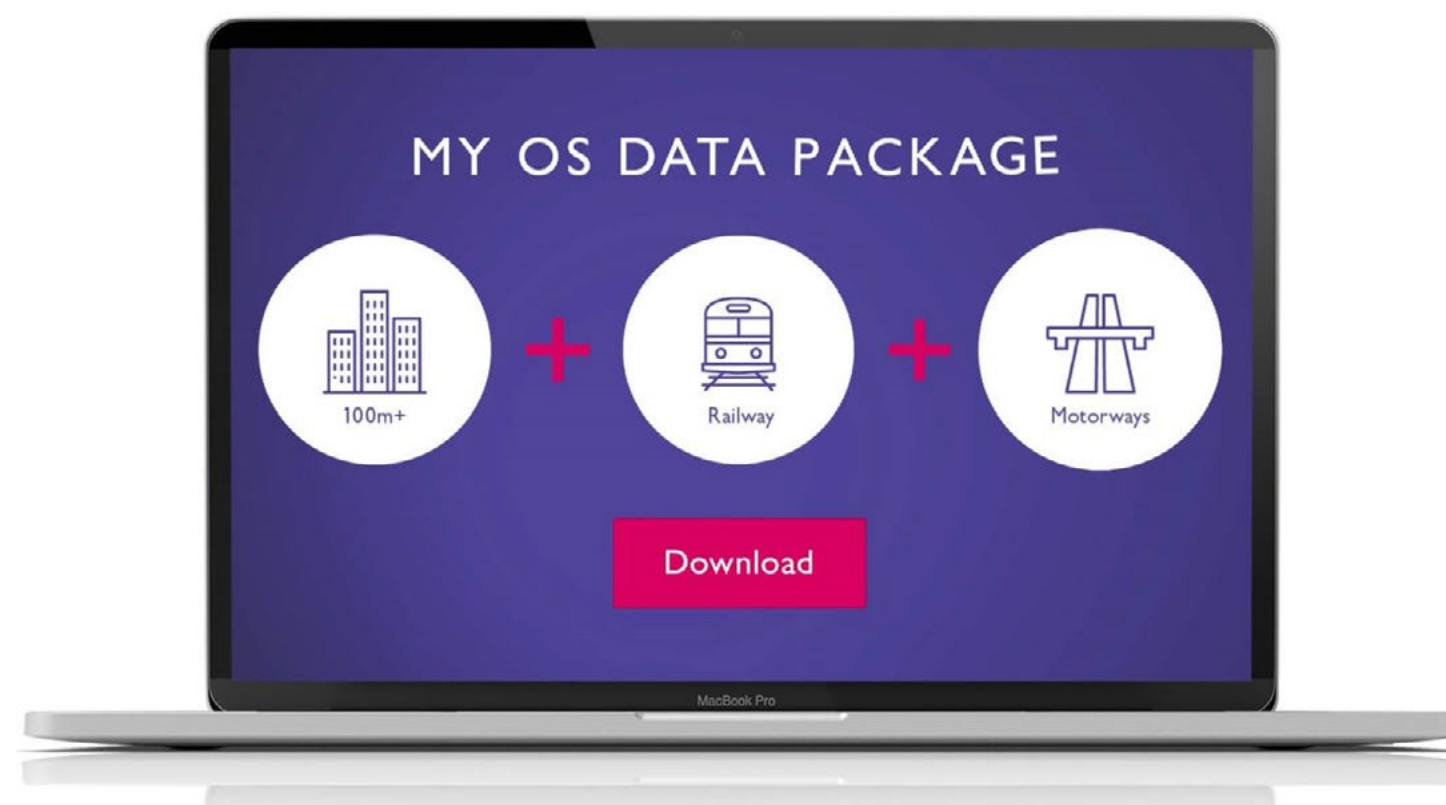 MY OS DATA PACKAGE
100m+
Railway
Motorways
Download
MacBook Pro